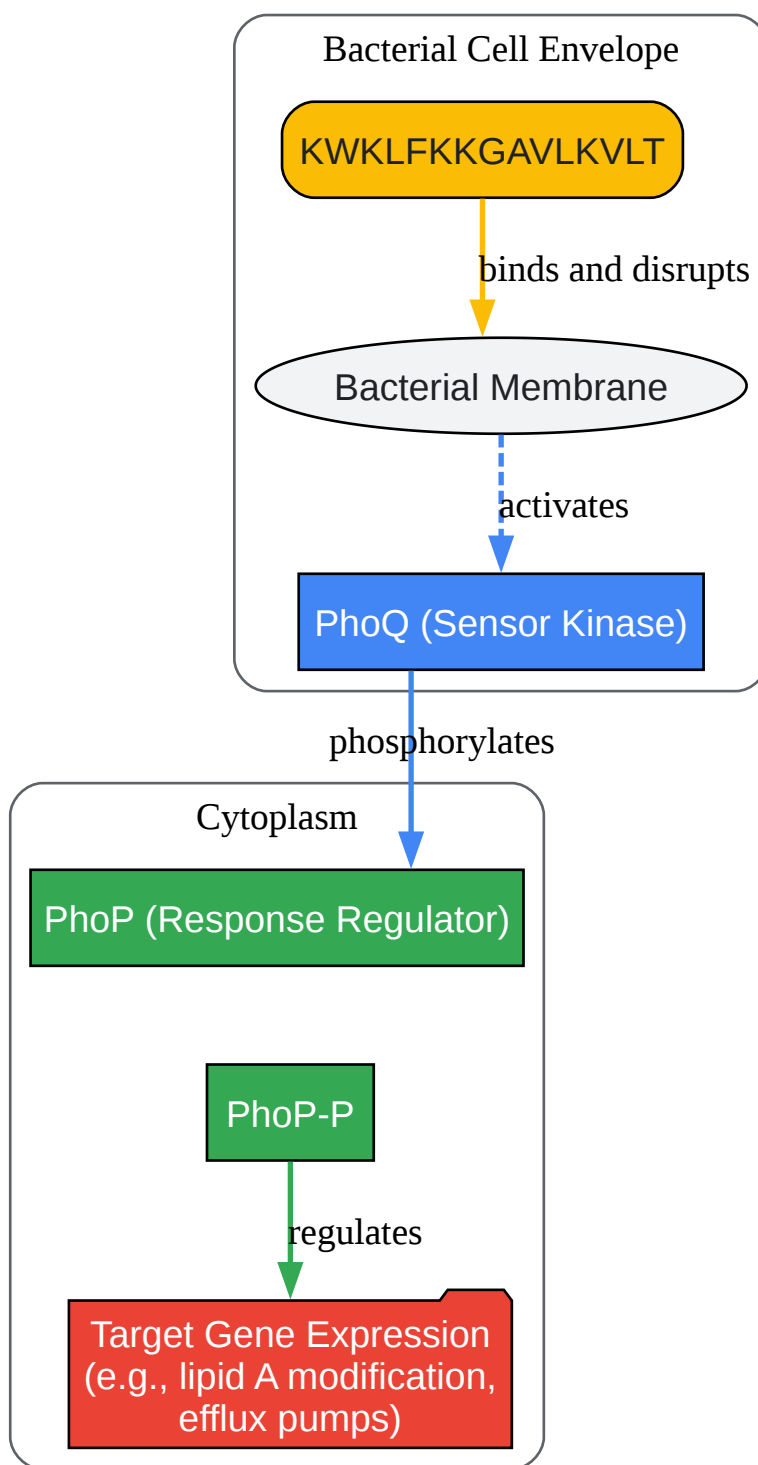 Bacterial Cell Envelope
KWKLFKKGAVLKVLT
binds and disrupts
Bacterial Membrane
activates
PhoQ (Sensor Kinase)
phosphorylates
Cytoplasm
PhoP (Response Regulator)
PhoP-P
regulates
Target Gene Expression
(e.g., lipid A modification,
efflux pumps)